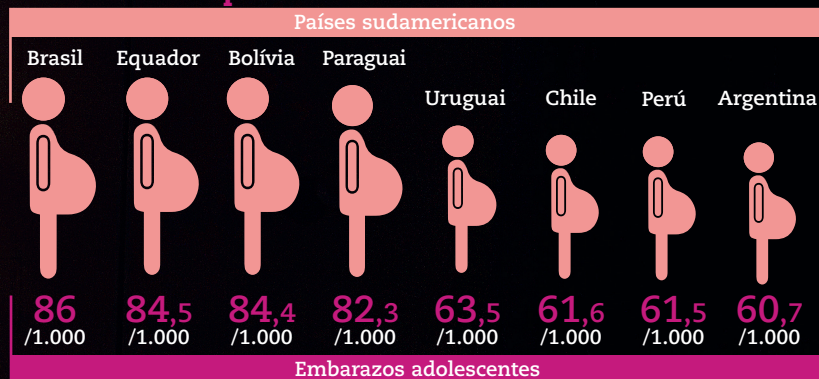 Países sudamericanos
Brasil Equador Bolívia Paraguai
Uruguai Chile Perú Argentina
86 84,5 84,4 82,3 63,5 61,6 61,5 60,7
/1.000 /1.000 /1.000 /1.000 /1.000 /1.000 /1.000 /1.000
Embarazos adolescentes